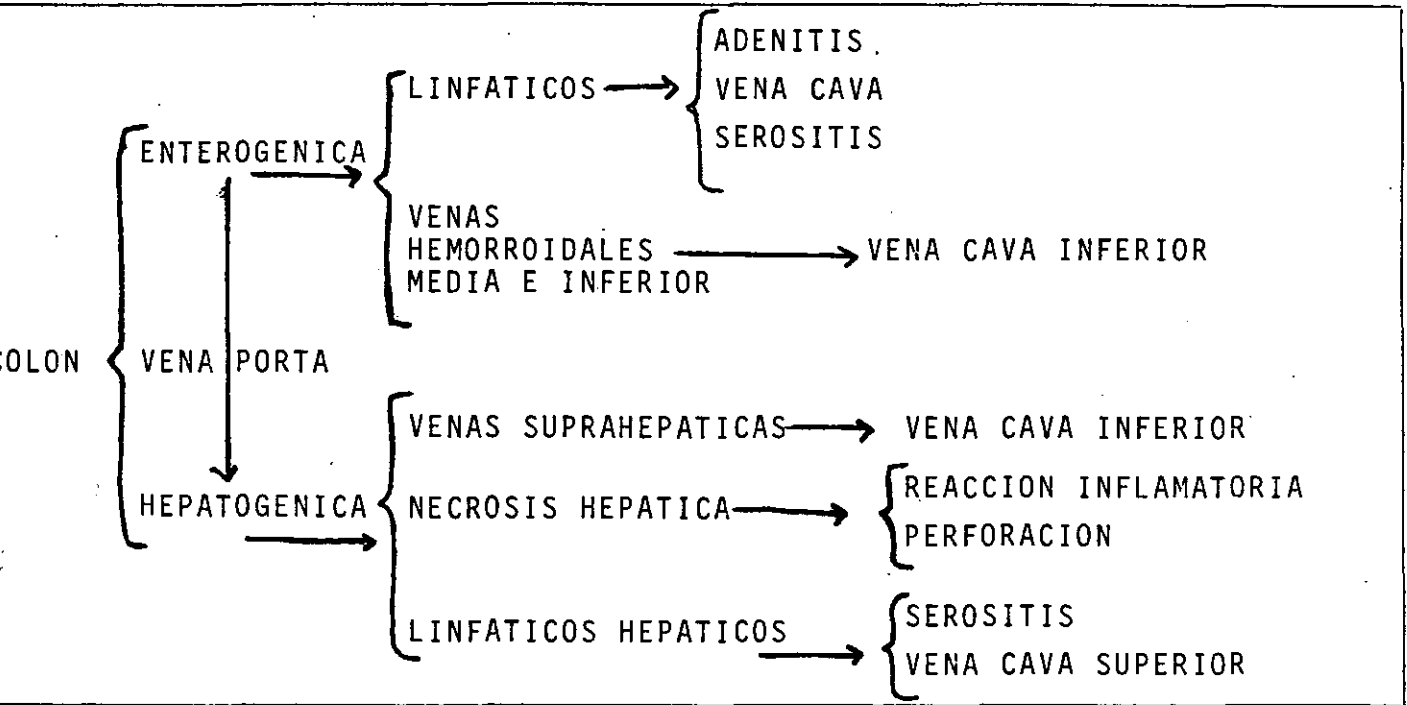 ADENITIS.
LINFATICOS
VENA CAVA
SEROSITIS
ENTEROGENICA
VENAS
HEMORROIDALES
MEDIA E INFERIOR
VENA CAVA INFERIOR
COLON
VENA PORTA
VENAS SUPRAHEPATICAS
VENA CAVA INFERIOR
HEPATOGENICA
NECROSIS HEPATICA
REACCION INFLAMATORIA
PERFORACION
LINFATICOS HEPATICOS
SEROSITIS
VENA CAVA SUPERIOR